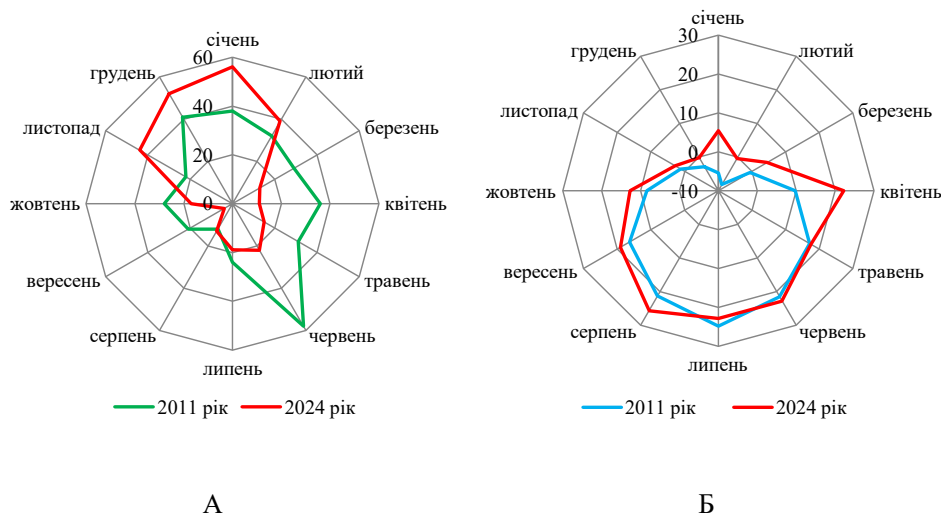 січень
60
грудень
лютий
40
листопад
березень
20
жовтень
0
квітень
вересень
травень
серпень
червень
липень
2011 рік
2024 рік
А
січень
30
грудень
лютий
20
листопад
10
березень
0
жовтень
-10
квітень
вересень
травень
серпень
червень
липень
2011 рік
2024 рік
Б